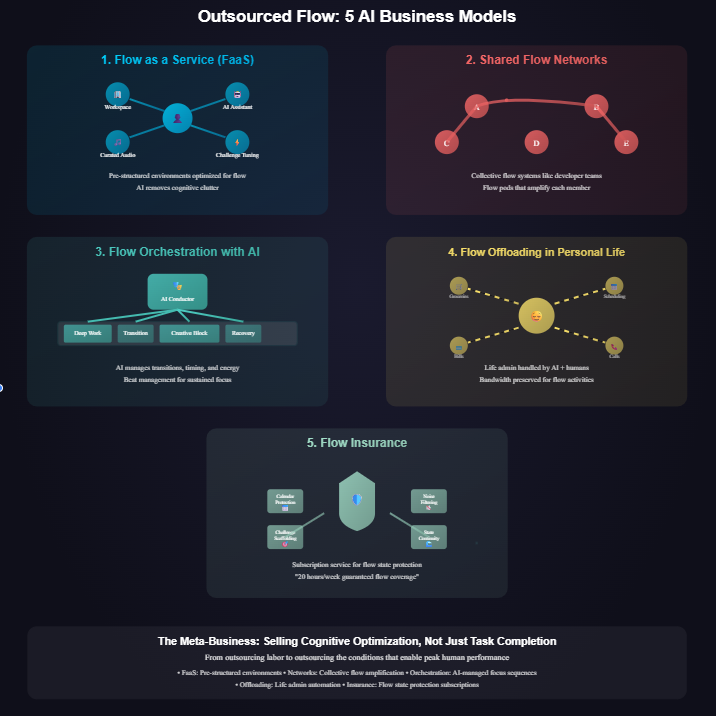 Outsourced Flow: 5 AI Business Models
1. Flow as a Service (FaaS)
Workspace
AI Assistant
Curated Audio
Challenge Tuning
Pre-structured environments optimized for flow
AI removes cognitive clutter
2. Shared Flow Networks
A
B
C
D
E
Collective flow systems like developer teams
Flow pods that amplify each member
3. Flow Orchestration with AI
AI Conductor
Deep Work
Transition
Creative Block
Recovery
AI manages transitions, timing, and energy
Beat management for sustained focus
4. Flow Offloading in Personal Life
Groceries
Scheduling
Bills
Calls
Life admin handled by AI + humans
Bandwidth preserved for flow activities
5. Flow Insurance
Calendar
Protection
Noise
Filtering
Challenge
Scaffolding
State
Continuity
Subscription service for flow state protection
"20 hours/week guaranteed flow coverage"
The Meta-Business: Selling Cognitive Optimization, Not Just Task Completion
From outsourcing labor to outsourcing the conditions that enable peak human performance
• FaaS: Pre-structured environments • Networks: Collective flow amplification • Orchestration: AI-managed focus sequences
• Offloading: Life admin automation • Insurance: Flow state protection subscriptions